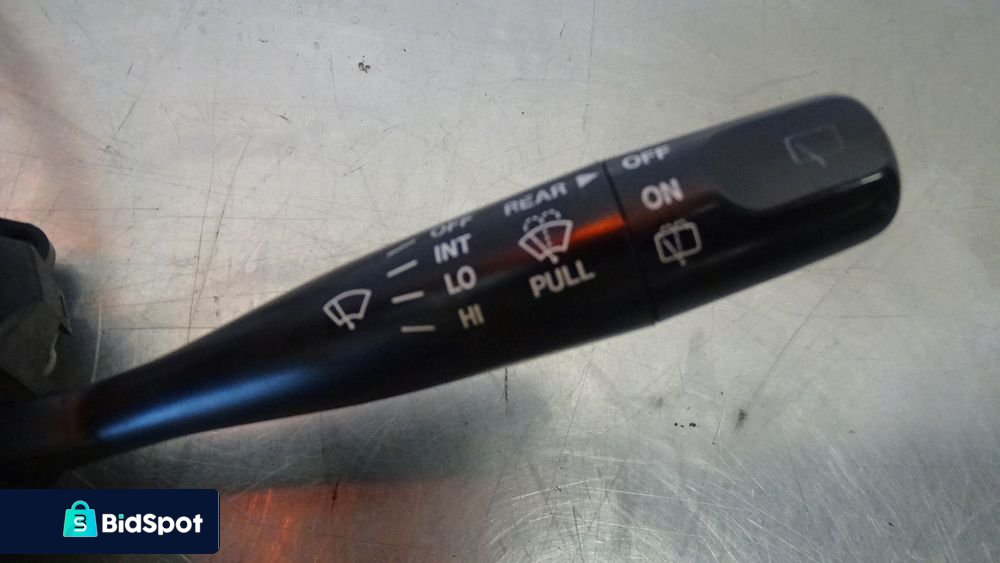 OFF
INT
LO
HI
REAR
PULL
OFF
ON
BidSpot